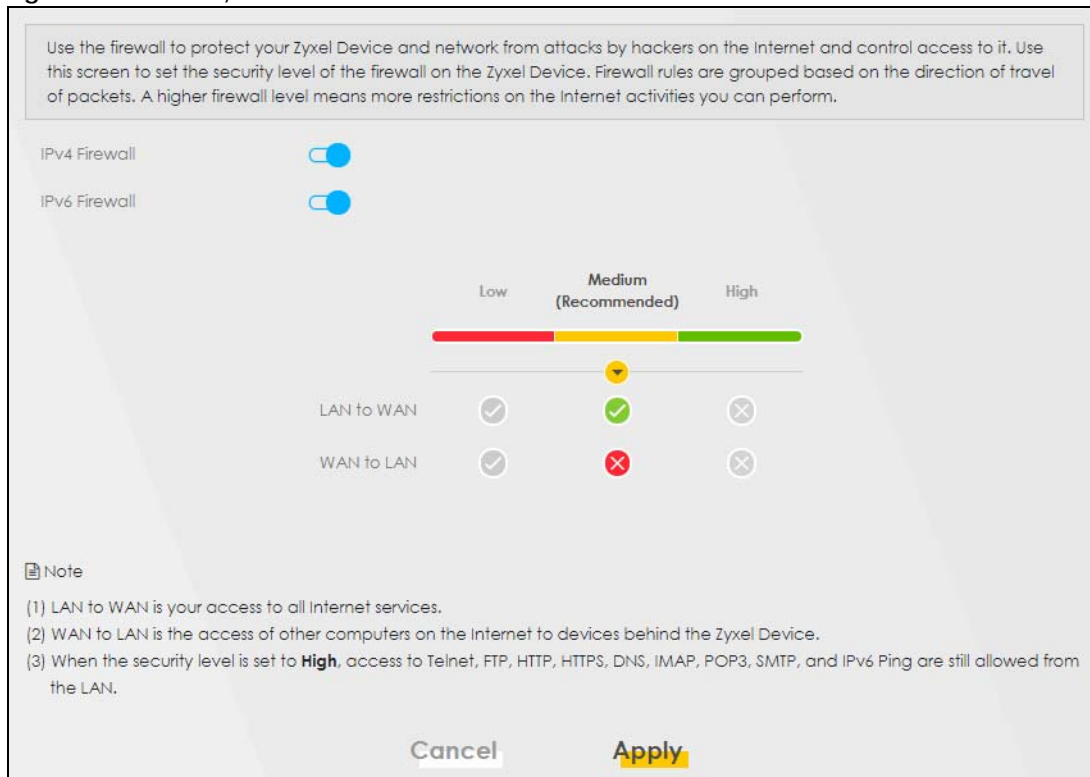 Use the firewall to protect your Zyxel Device and network from attacks by hackers on the Internet and control access to it. Use
this screen to set the security level of the firewall on the Zyxel Device. Firewall rules are grouped based on the direction of travel
of packets. A higher firewall level means more restrictions on the Internet activities you can perform.
IPv4 Firewall
IPv6 Firewall
Low
Medium
(Recommended)
High
LAN to WAN
WAN to LAN
Note
(1) LAN to WAN is your access to all Internet services.
(2) WAN to LAN is the access of other computers on the Internet to devices behind the Zyxel Device.
(3) When the security level is set to High, access to Telnet, FTP, HTTP, HTTPS, DNS, IMAP, POP3, SMTP, and IPv6 Ping are still allowed from
the LAN.
Cancel
Apply